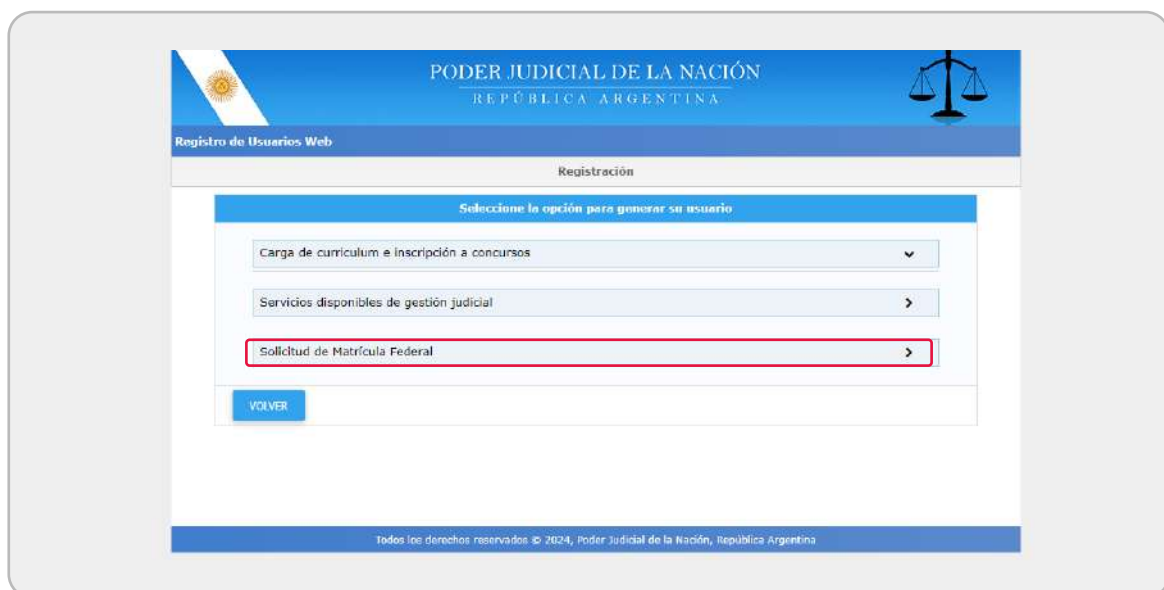 PODER JUDICIAL DE LA NACIÓN
REPÚBLICA ARGENTINA
Registro de Usuarios Web
Registración
Seleccione la opción para generar su usuario
Carga de curriculum e inscripción a concursos
Servicios disponibles de gestión judicial
Solicitud de Matrícula Federal
VOLVER
Todos los derechos reservados © 2024, Poder Judicial de la Nación, República Argentina